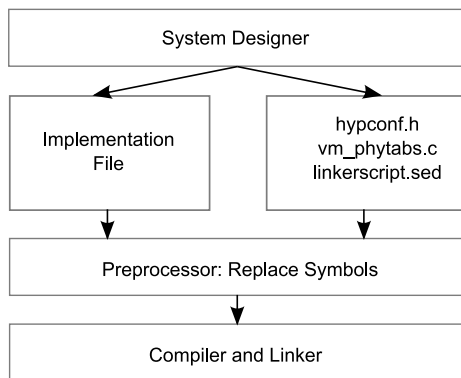 System Designer
Implementation
File
hypconf.h
vm_phytabs.c
linkerscript.sed
Preprocessor: Replace Symbols
Compiler and Linker